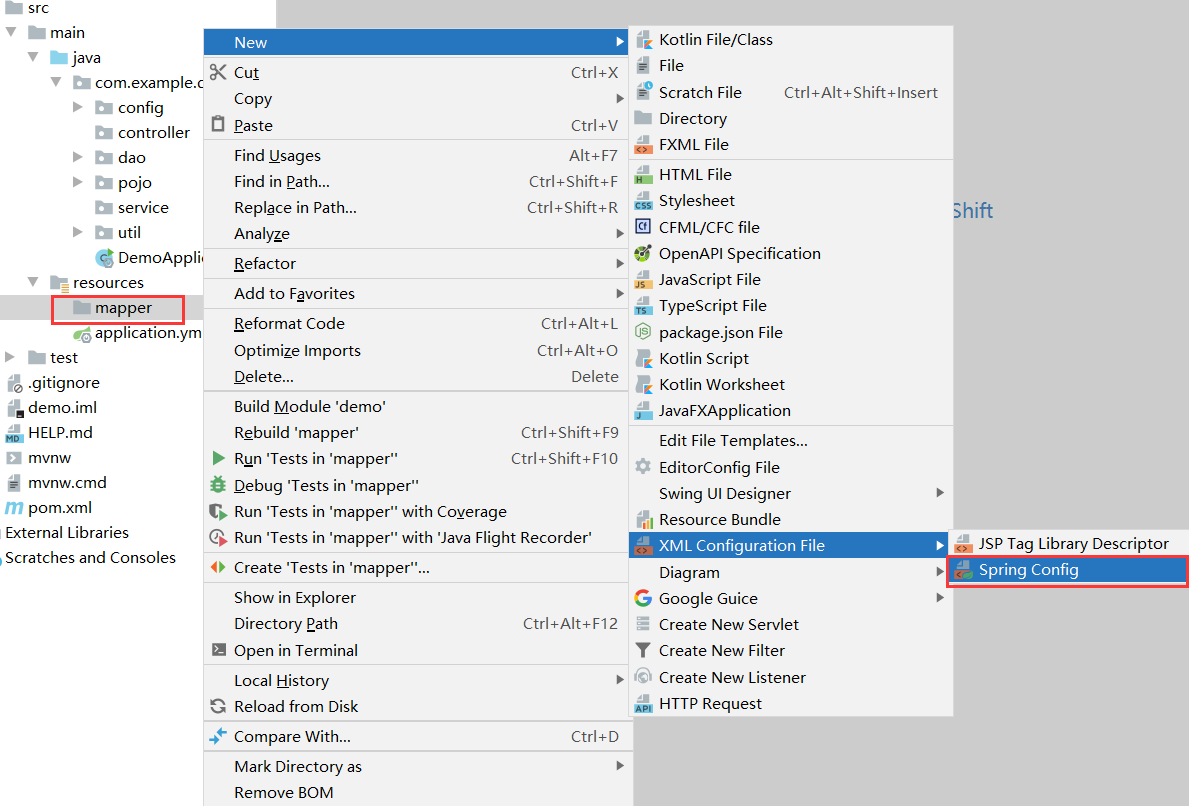 src
main
java
com.example.c
config
controller
dao
pojo
service
util
DemoAppli
resources
mapper
application.ym
test
.gitignore
demo.iml
HELP.md
mvnw
mvnw.cmd
pom.xml
External Libraries
Scratches and Consoles
New
Cut Ctrl+X
Copy
Paste Ctrl+V
Find Usages Alt+F7
Find in Path... Ctrl+Shift+F
Replace in Path... Ctrl+Shift+R
Analyze
Refactor
Add to Favorites
Reformat Code Ctrl+Alt+L
Optimize Imports Ctrl+Alt+O
Delete... Delete
Build Module 'demo'
Rebuild 'mapper' Ctrl+Shift+F9
Run 'Tests in 'mapper'' Ctrl+Shift+F10
Debug 'Tests in 'mapper''
Run 'Tests in 'mapper'' with Coverage
Run 'Tests in 'mapper'' with 'Java Flight Recorder'
Create 'Tests in 'mapper''...
Show in Explorer
Directory Path Ctrl+Alt+F12
Open in Terminal
Local History
Reload from Disk
Compare With... Ctrl+D
Mark Directory as
Remove BOM
Kotlin File/Class
File
Scratch File Ctrl+Alt+Shift+Insert
Directory
FXML File
HTML File
Stylesheet
CFML/CFC file
OpenAPI Specification
JavaScript File
TypeScript File
package.json File
Kotlin Script
Kotlin Worksheet
JavaFXApplication
Edit File Templates...
EditorConfig File
Swing UI Designer
Resource Bundle
XML Configuration File
Diagram
Google Guice
Create New Servlet
Create New Filter
Create New Listener
HTTP Request
JSP Tag Library Descriptor
Spring Config
Shift